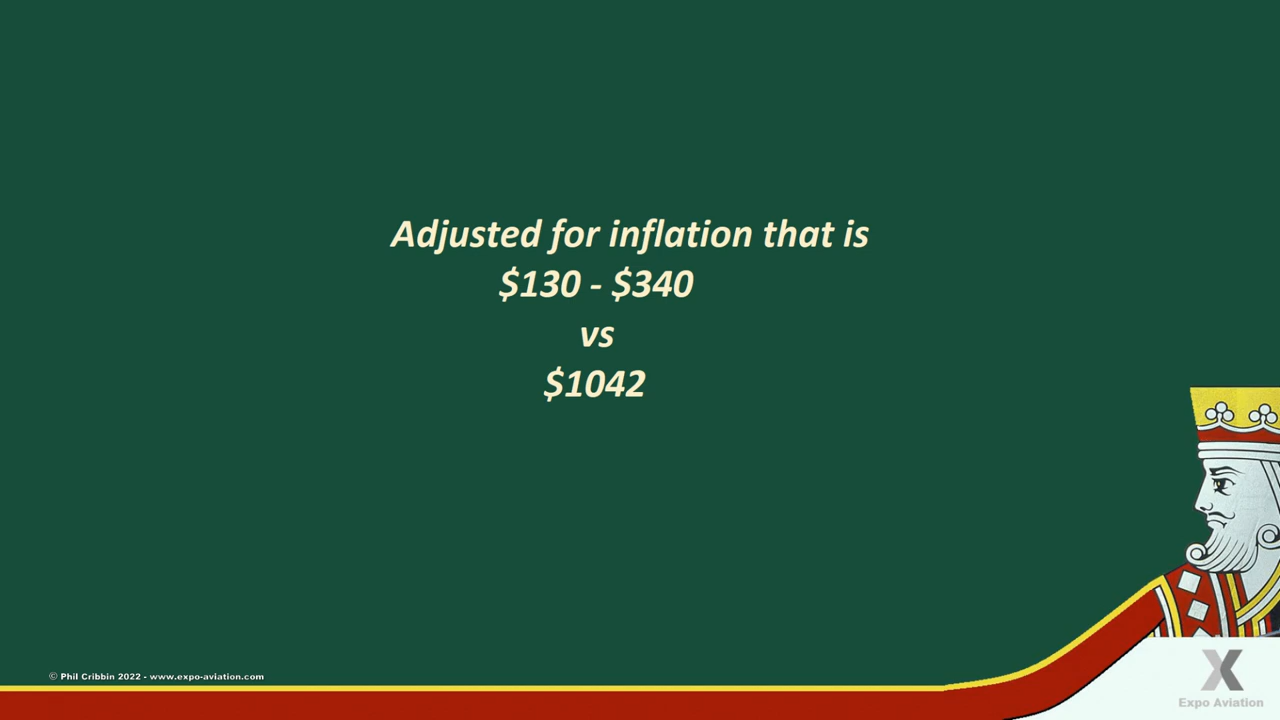 Adjusted for inflation that is
$130 - $340
vs
$1042
© Phil Cribbin 2022 - www.expo-aviation.com
X
Expo Aviation